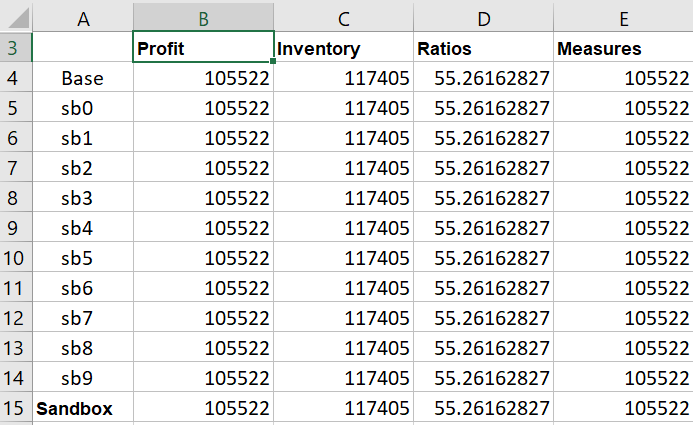 A B C D E
3 Profit Inventory Ratios Measures
4 Base 105522 117405 55.26162827 105522
5 sb0 105522 117405 55.26162827 105522
6 sb1 105522 117405 55.26162827 105522
7 sb2 105522 117405 55.26162827 105522
8 sb3 105522 117405 55.26162827 105522
9 sb4 105522 117405 55.26162827 105522
10 sb5 105522 117405 55.26162827 105522
11 sb6 105522 117405 55.26162827 105522
12 sb7 105522 117405 55.26162827 105522
13 sb8 105522 117405 55.26162827 105522
14 sb9 105522 117405 55.26162827 105522
15 Sandbox 105522 117405 55.26162827 105522